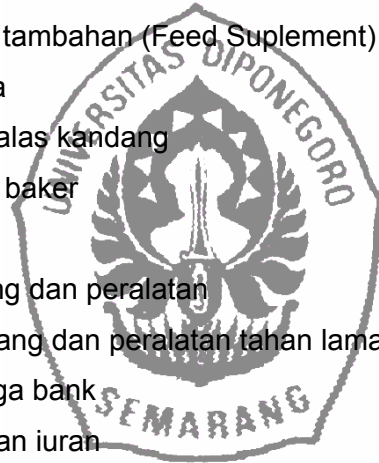 tambahan (Feed Suplement)
a
alas kandang
baker
ng dan peralatan
ang dan peralatan tahan lama
ga bank
an iuran
UNIVERSITAS DIPONEGORO
SEMARANG